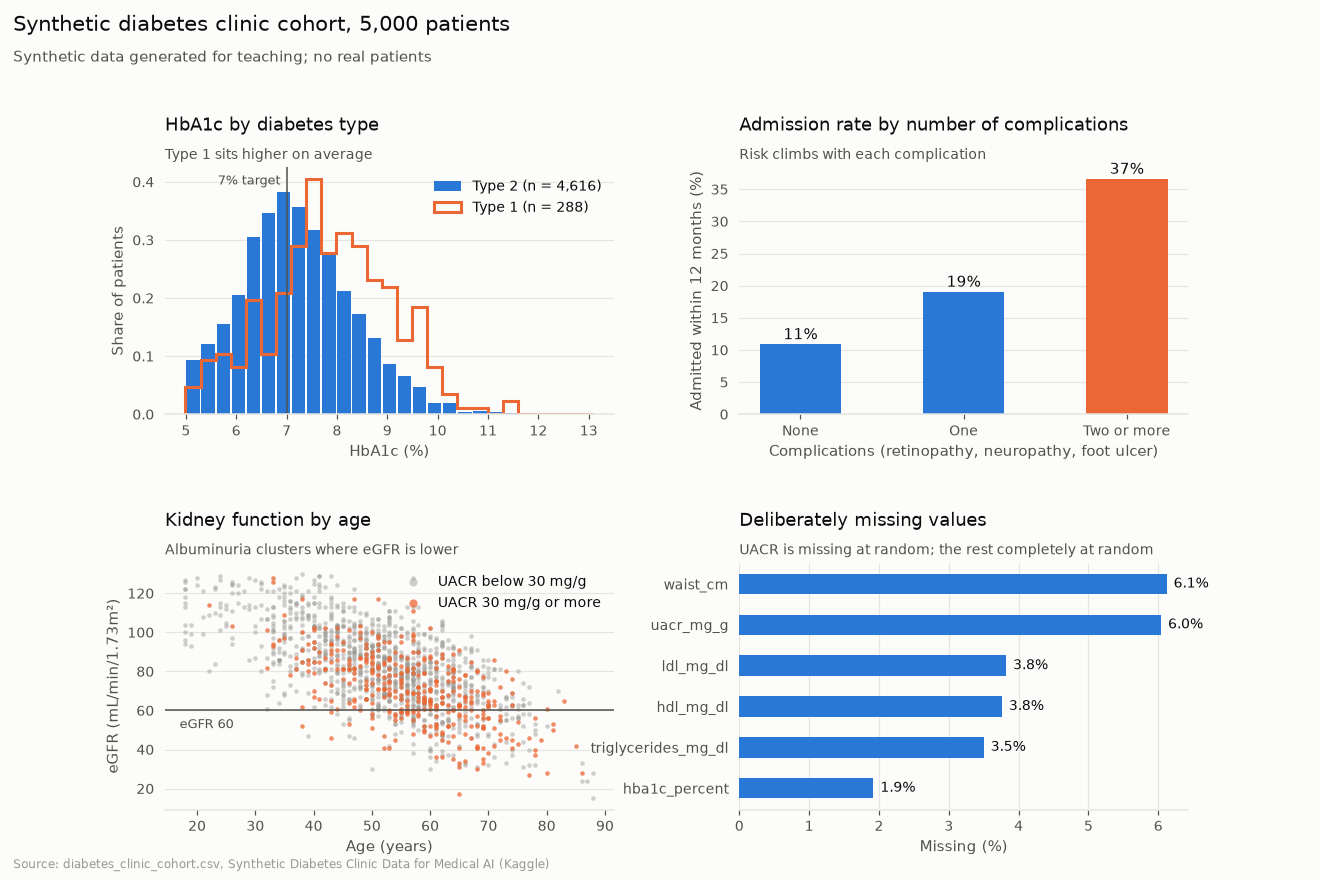 Synthetic diabetes clinic cohort, 5,000 patients
Synthetic data generated for teaching; no real patients
HbA1c by diabetes type
Type 1 sits higher on average
7% target
Type 2 (n = 4,616)
Type 1 (n = 288)
Share of patients
0.4
0.3
0.2
0.1
0.0
5 6 7 8 9 10 11 12 13
HbA1c (%)
Admission rate by number of complications
Risk climbs with each complication
Admitted within 12 months (%)
35
30
25
20
15
10
5
0
11%
19%
37%
None One Two or more
Complications (retinopathy, neuropathy, foot ulcer)
Kidney function by age
Albuminuria clusters where eGFR is lower
UACR below 30 mg/g
UACR 30 mg/g or more
eGFR (mL/min/1.73m²)
120
100
80
60
40
20
eGFR 60
20 30 40 50 60 70 80 90
Age (years)
Deliberately missing values
UACR is missing at random; the rest completely at random
waist_cm 6.1%
uacr_mg_g 6.0%
ldl_mg_dl 3.8%
hdl_mg_dl 3.8%
triglycerides_mg_dl 3.5%
hba1c_percent 1.9%
0 1 2 3 4 5 6
Missing (%)
Source: diabetes_clinic_cohort.csv, Synthetic Diabetes Clinic Data for Medical AI (Kaggle)